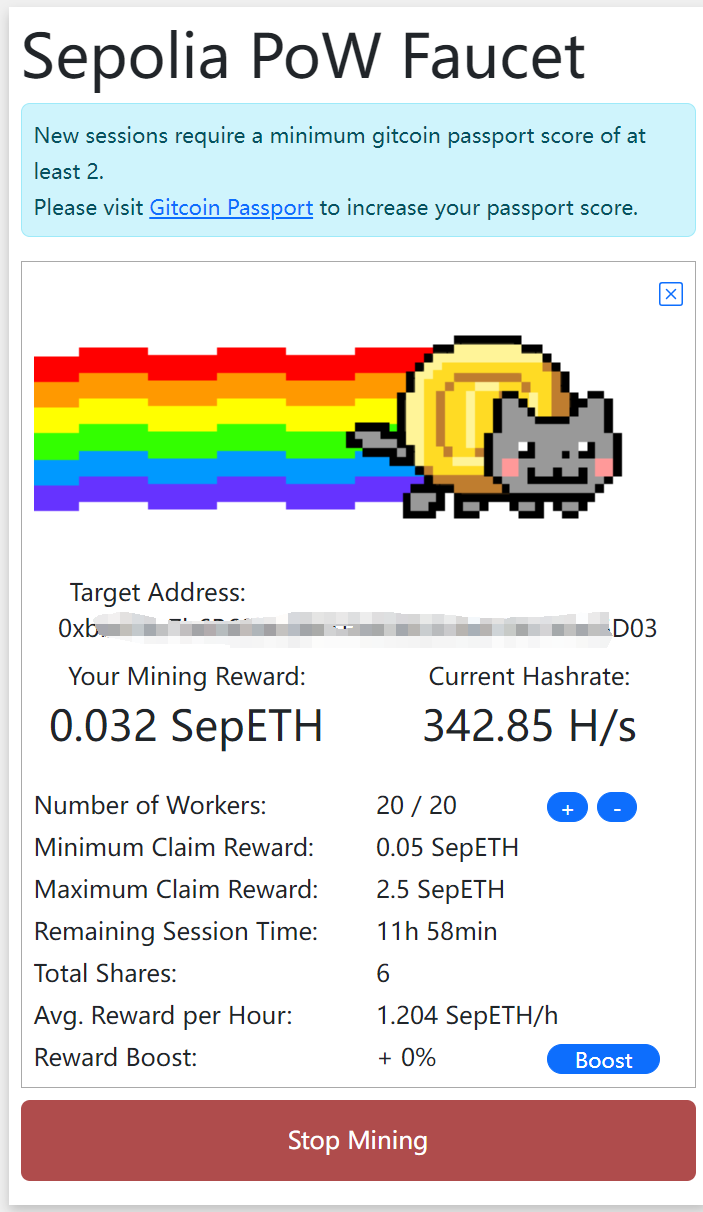 Sepolia PoW Faucet
New sessions require a minimum gitcoin passport score of at
least 2.
Please visit Gitcoin Passport to increase your passport score.
Target Address:
0xb D03
Your Mining Reward: Current Hashrate:
0.032 SepETH 342.85 H/s
Number of Workers: 20 / 20 + -
Minimum Claim Reward: 0.05 SepETH
Maximum Claim Reward: 2.5 SepETH
Remaining Session Time: 11h 58min
Total Shares: 6
Avg. Reward per Hour: 1.204 SepETH/h
Reward Boost: + 0% Boost
Stop Mining